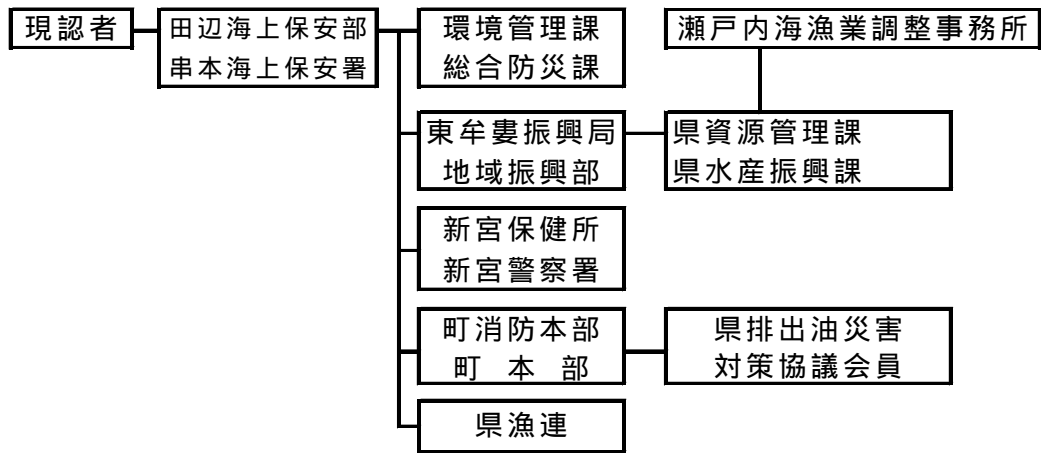 現認者
田辺海上保安部
串本海上保安署
環境管理課
総合防災課
瀬戸内海漁業調整事務所
東牟婁振興局
地域振興部
県資源管理課
県水産振興課
新宮保健所
新宮警察署
町消防本部
町本部
県排出油災害
対策協議会員
県漁連